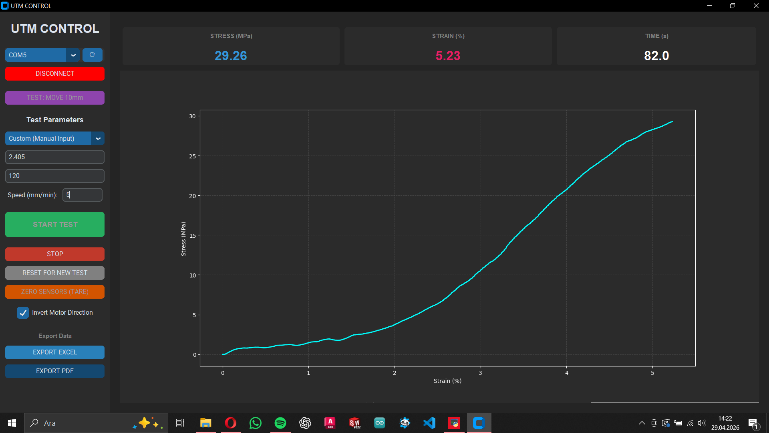 UTM CONTROL
UTM CONTROL
COM5
DISCONNECT
TEST: MOVE 10mm
Test Parameters
Custom (Manual Input)
2.405
120
Speed (mm/min): 5
START TEST
STOP
RESET FOR NEW TEST
ZERO SENSORS (TARE)
Invert Motor Direction
Export Data
EXPORT EXCEL
EXPORT PDF
STRESS (MPa)
29.26
STRAIN (%)
5.23
TIME (s)
82.0
Stress (MPa)
30
25
20
15
10
5
0
0 1 2 3 4 5
Strain (%)
Ara
14:22
29.04.2026